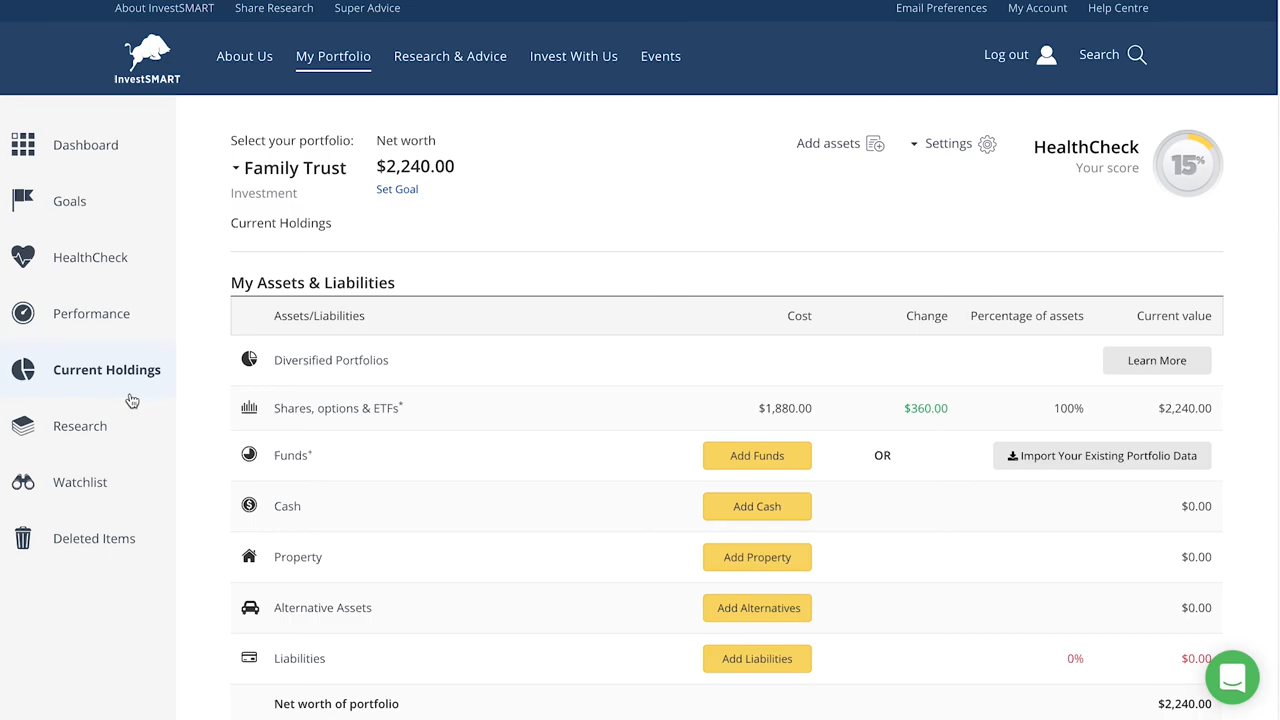 About InvestSMART Share Research Super Advice Email Preferences My Account Help Centre
InvestSMART About Us My Portfolio Research & Advice Invest With Us Events Log out Search
Dashboard
Goals
HealthCheck
Performance
Current Holdings
Research
Watchlist
Deleted Items
Select your portfolio: Net worth
Family Trust $2,240.00
Investment Set Goal
Current Holdings
Add assets Settings HealthCheck
Your score
15%
My Assets & Liabilities
Assets/Liabilities Cost Change Percentage of assets Current value
Diversified Portfolios Learn More
Shares, options & ETFs* $1,880.00 $360.00 100% $2,240.00
Funds+ Add Funds OR Import Your Existing Portfolio Data
Cash Add Cash $0.00
Property Add Property $0.00
Alternative Assets Add Alternatives $0.00
Liabilities Add Liabilities 0% $0.00
Net worth of portfolio $2,240.00